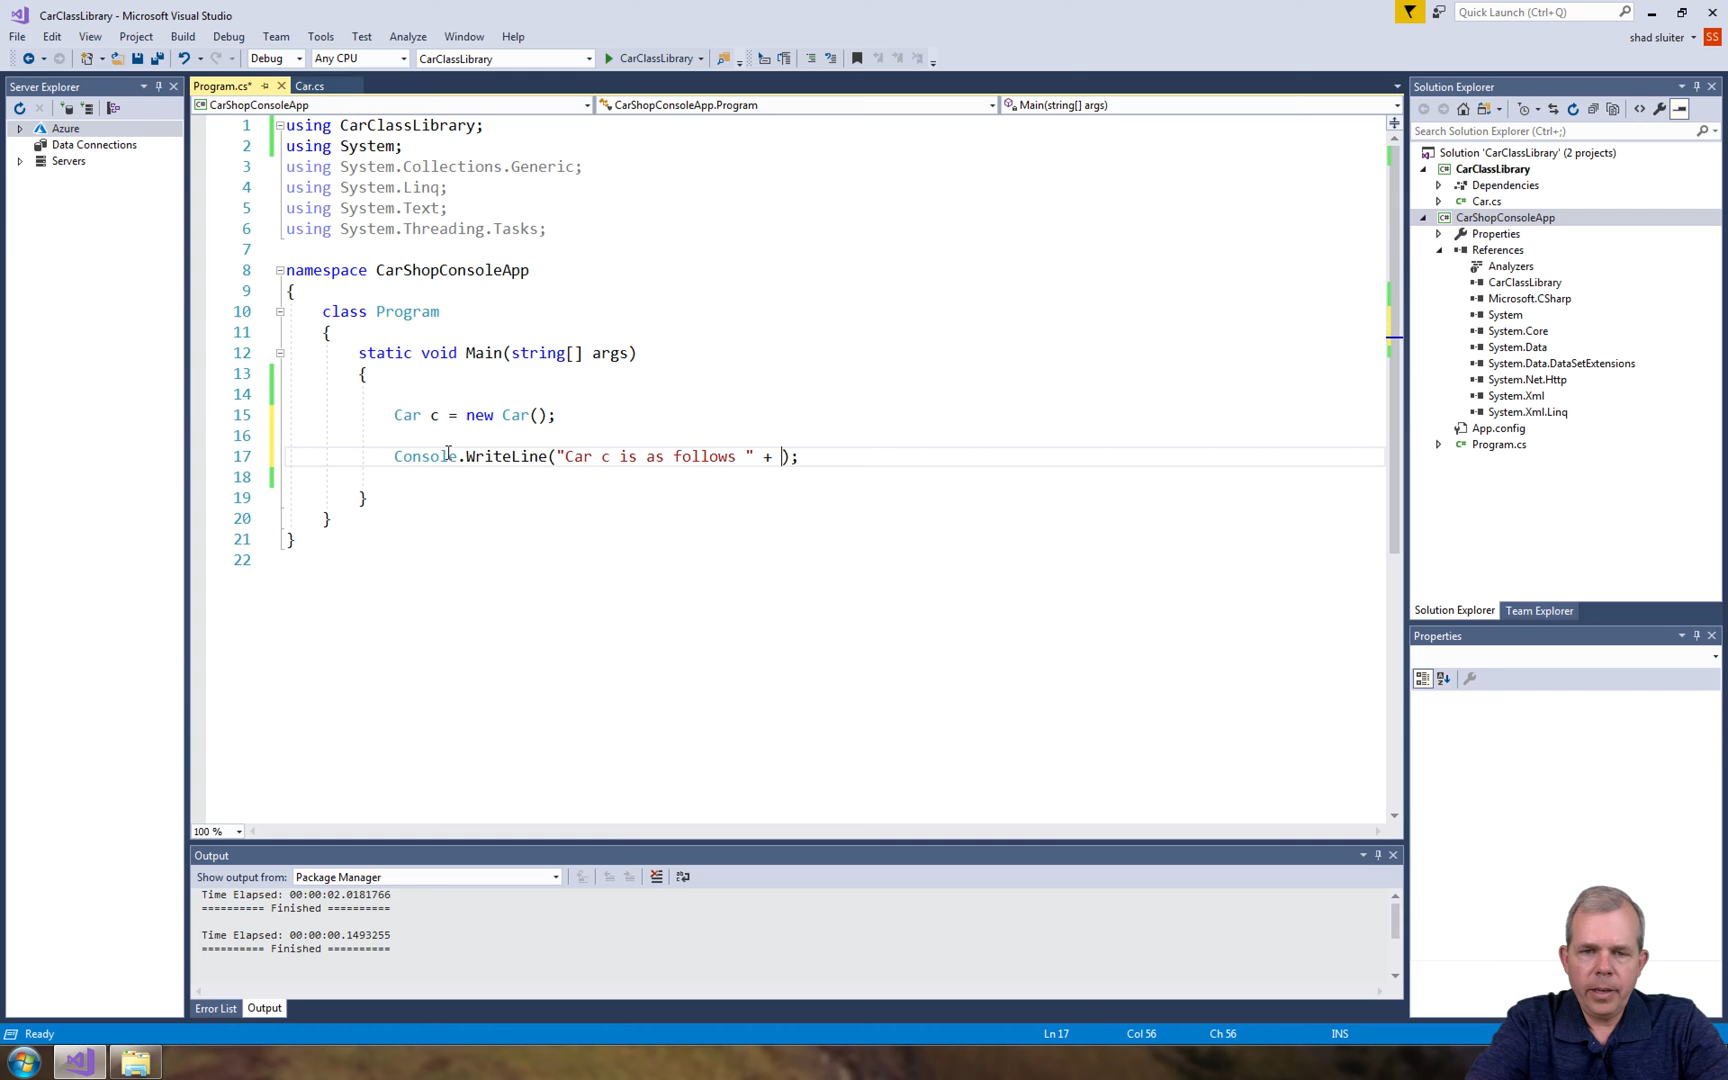 CarClassLibrary - Microsoft Visual Studio
Quick Launch (Ctrl+Q)
File Edit View Project Build Debug Team Tools Test Analyze Window Help
shad sluiter SS
Debug Any CPU CarClassLibrary CarClassLibrary
Server Explorer
Azure
Data Connections
Servers
Program.cs* Car.cs
CarShopConsoleApp CarShopConsoleApp.Program Main(string[] args)
1 using CarClassLibrary;
2 using System;
3 using System.Collections.Generic;
4 using System.Linq;
5 using System.Text;
6 using System.Threading.Tasks;
7
8 namespace CarShopConsoleApp
9 {
10 class Program
11 {
12 static void Main(string[] args)
13 {
14
15 Car c = new Car();
16
17 Console.WriteLine("Car c is as follows " + );
18
19 }
20 }
21 }
22
100 %
Output
Show output from: Package Manager
Time Elapsed: 00:00:02.0181766
========== Finished ==========
Time Elapsed: 00:00:00.1493255
========== Finished ==========
Error List Output
Solution Explorer
Search Solution Explorer (Ctrl+;)
Solution 'CarClassLibrary' (2 projects)
C# CarClassLibrary
Dependencies
C# Car.cs
C# CarShopConsoleApp
Properties
References
Analyzers
CarClassLibrary
Microsoft.CSharp
System
System.Core
System.Data
System.Data.DataSetExtensions
System.Net.Http
System.Xml
System.Xml.Linq
App.config
C# Program.cs
Solution Explorer Team Explorer
Properties
Ready Ln 17 Col 56 Ch 56 INS